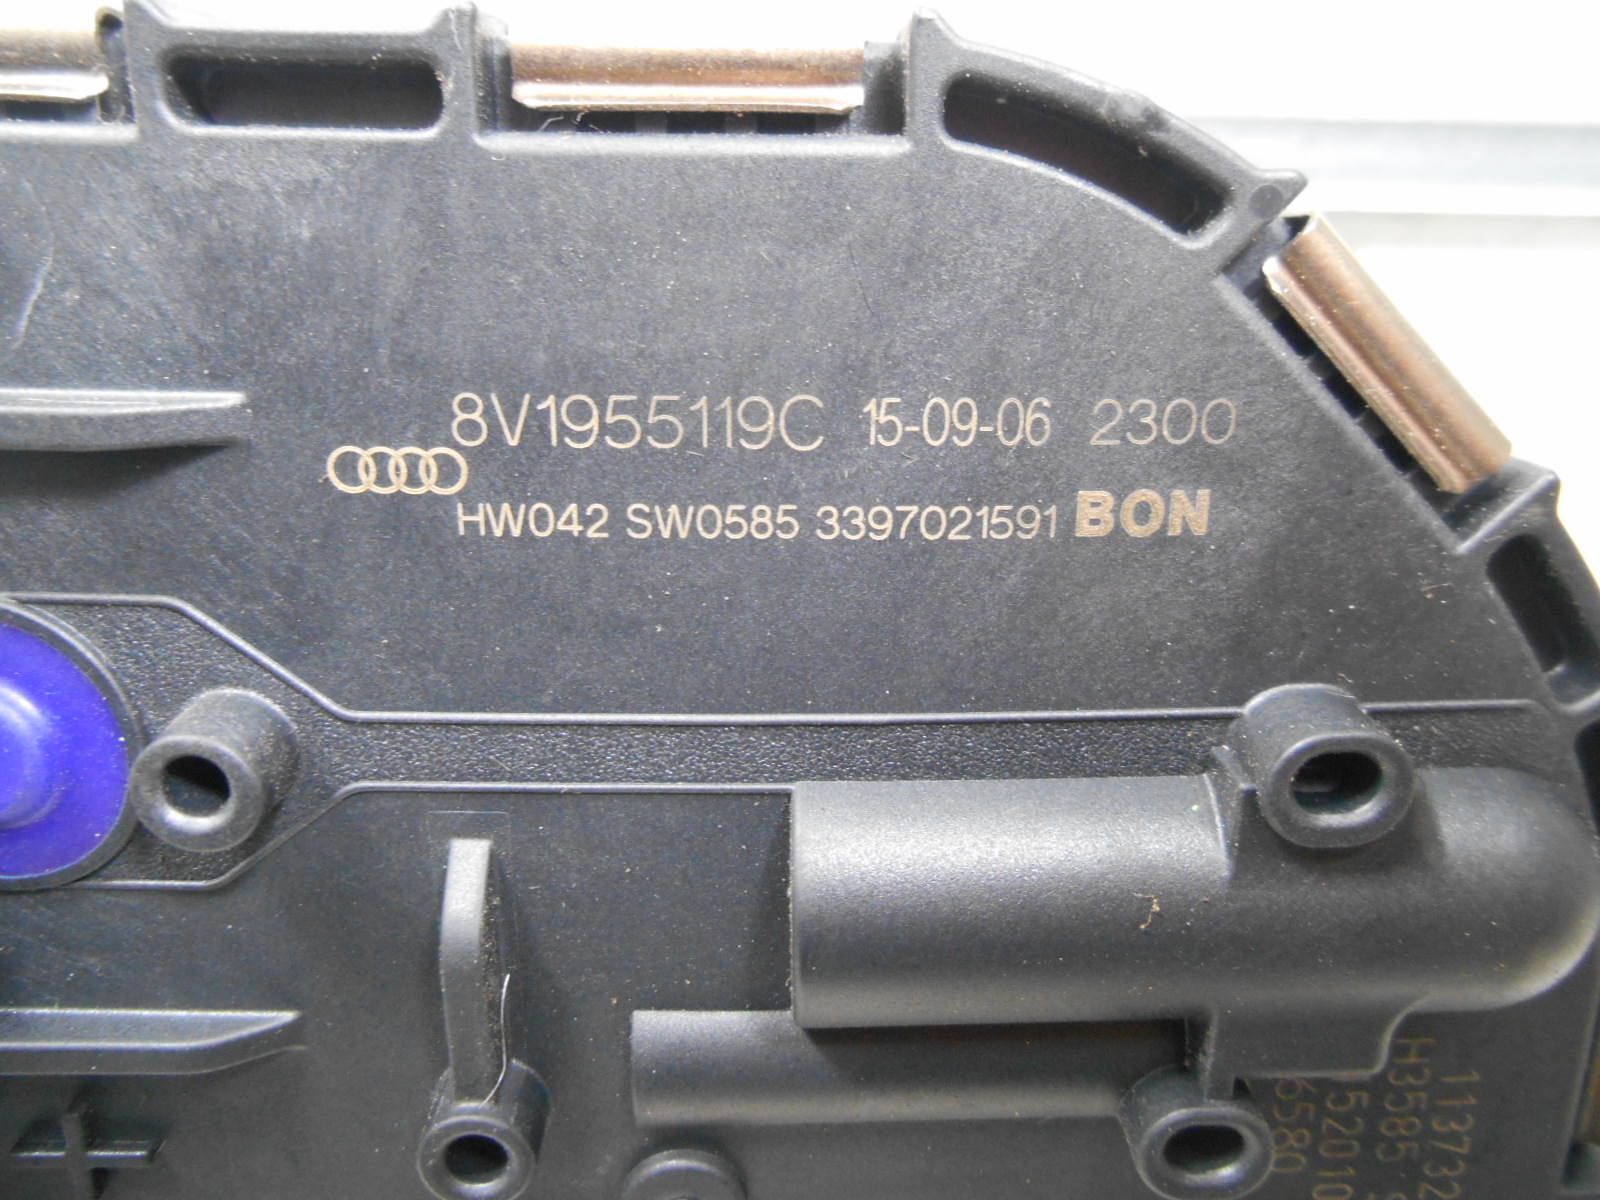 8V1955119C 15-09-06 2300
HW042 SW0585 3397021591 BON